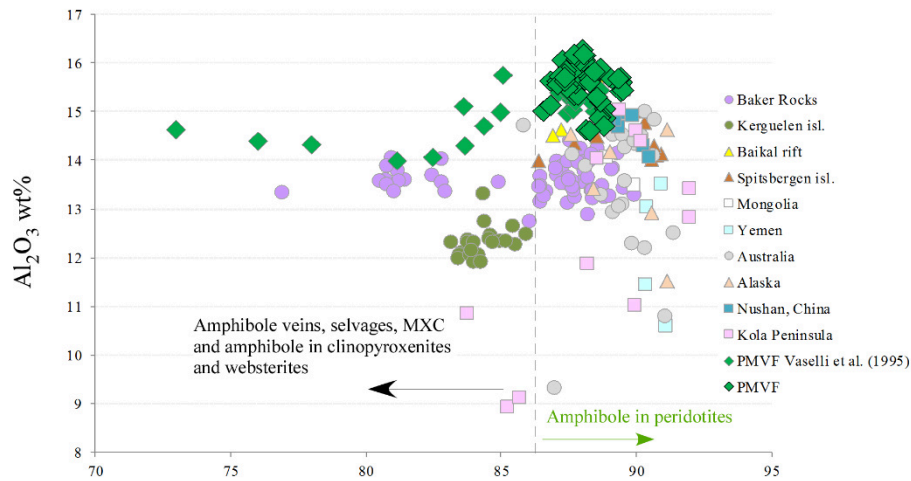 17
16
15
14
13
12
11
10
9
8
Al₂O₃ wt%
70
75
80
85
90
95
Amphibole veins, selvages, MXC
and amphibole in clinopyroxenites
and websterites
Amphibole in peridotites
Baker Rocks
Kerguelen isl.
Baikal rift
Spitsbergen isl.
Mongolia
Yemen
Australia
Alaska
Nushan, China
Kola Peninsula
PMVF Vaselli et al. (1995)
PMVF